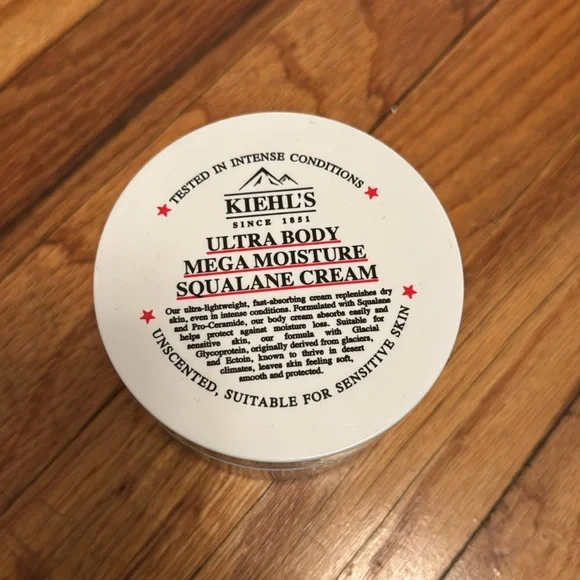 TESTED IN INTENSE CONDITIONS
KIEHL'S
SINCE 1851
ULTRA BODY
MEGA MOISTURE
SQUALANE CREAM
Our ultra-lightweight, fast-absorbing cream replenishes dry
skin, even in intense conditions. Formulated with Squalane
and Pro-Ceramide, our body cream absorbs easily and
helps protect against moisture loss. Suitable for
sensitive skin, our formula with Glacial
Glycoprotein, originally derived from glaciers,
and Ectoin, known to thrive in desert
climates, leaves skin feeling soft,
smooth and protected.
UNSCENTED, SUITABLE FOR SENSITIVE SKIN